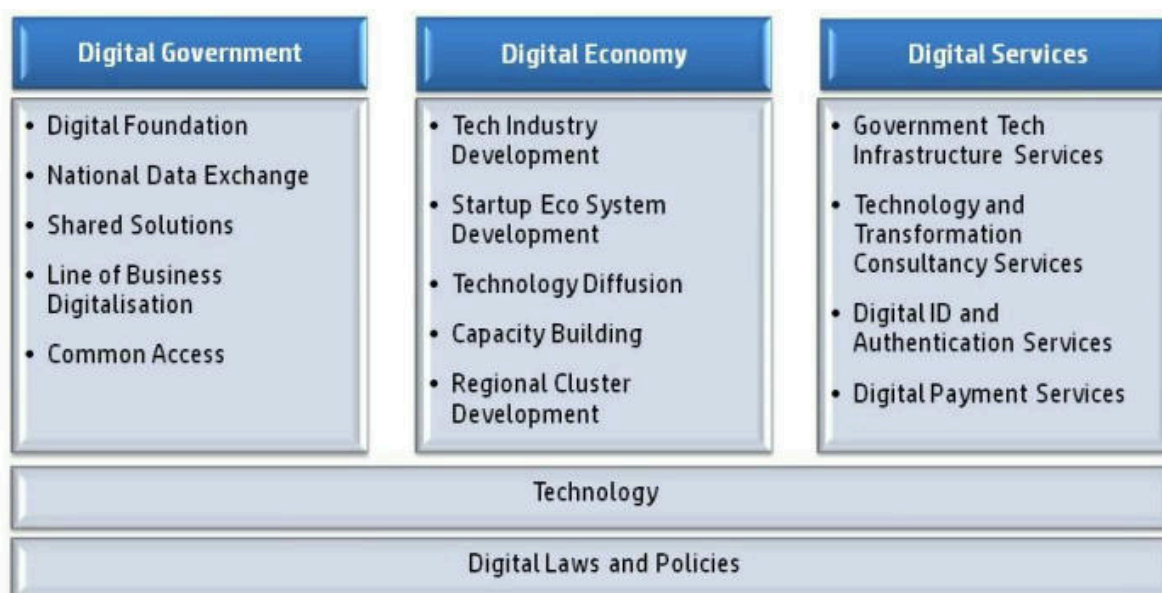 Digital Government
• Digital Foundation
• National Data Exchange
• Shared Solutions
• Line of Business
Digitalisation
• Common Access
Digital Economy
• Tech Industry
Development
• Startup Eco System
Development
• Technology Diffusion
• Capacity Building
• Regional Cluster
Development
Digital Services
• Government Tech
Infrastructure Services
• Technology and
Transformation
Consultancy Services
• Digital ID and
Authentication Services
• Digital Payment Services
Technology
Digital Laws and Policies